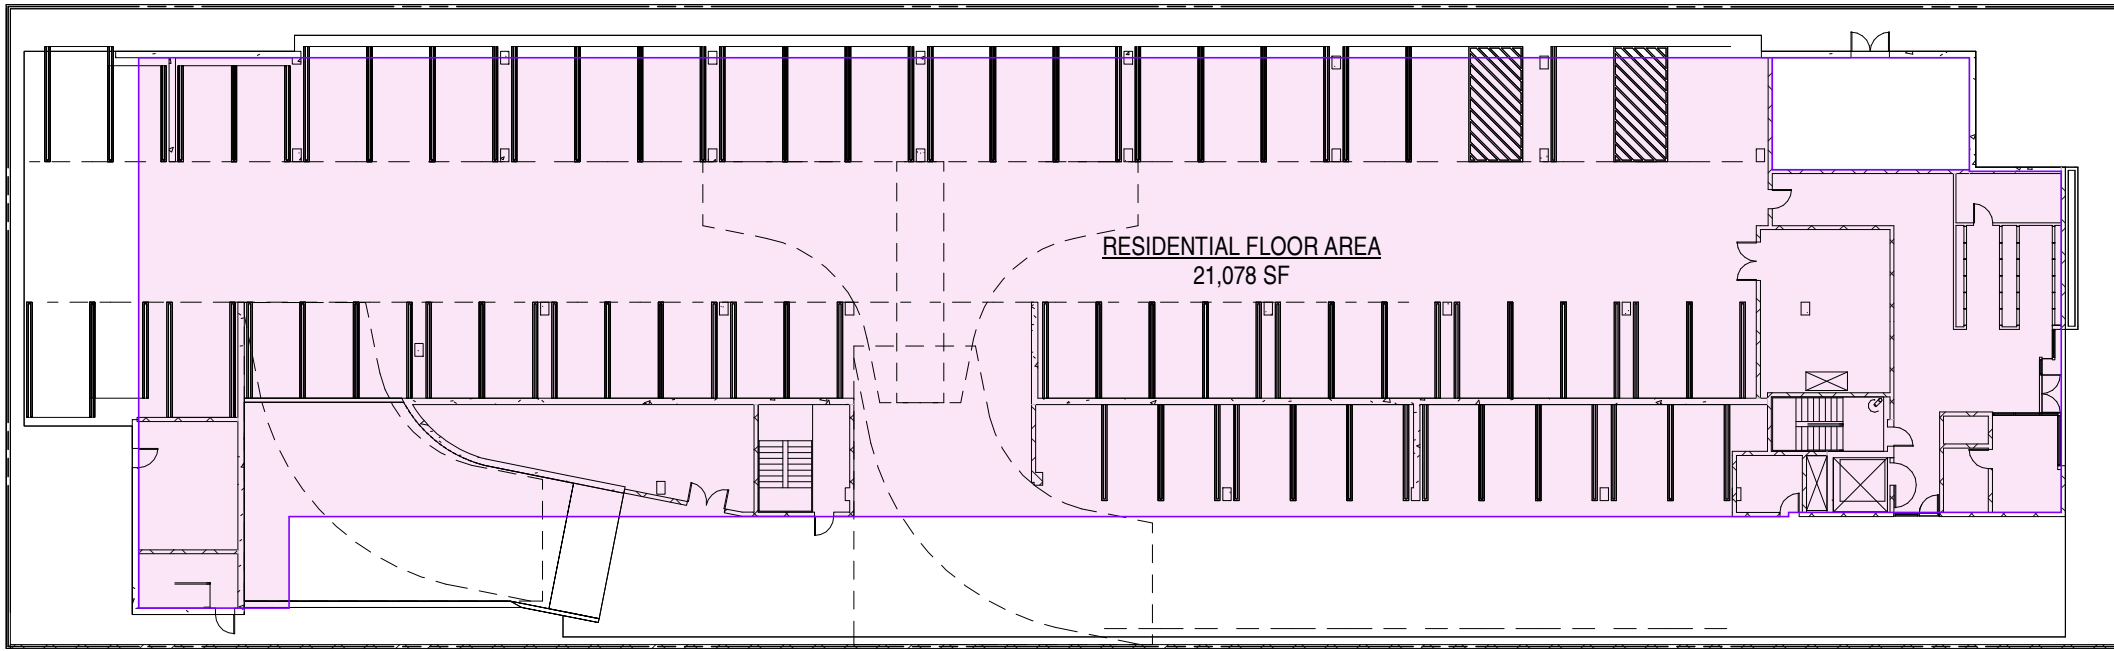 RESIDENTIAL FLOOR AREA
21,078 SF